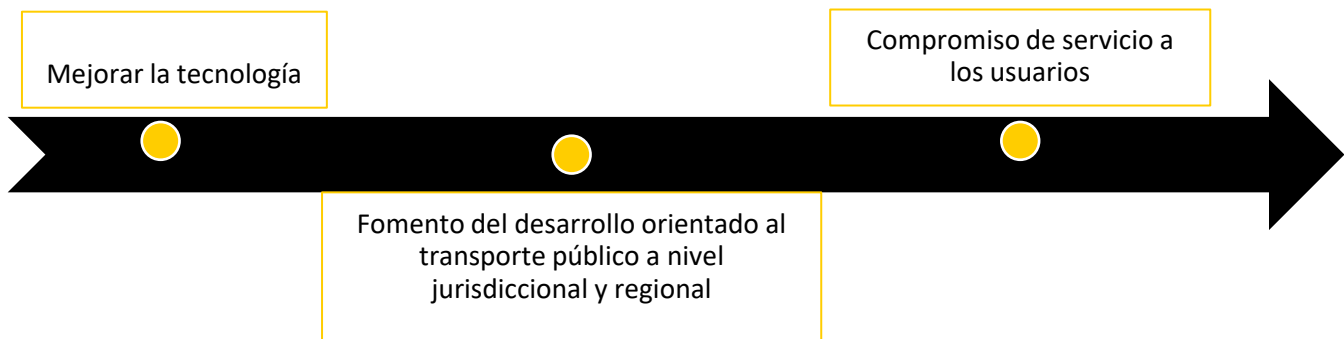 Mejorar la tecnología
Fomento del desarrollo orientado al
transporte público a nivel
jurisdiccional y regional
Compromiso de servicio a
los usuarios